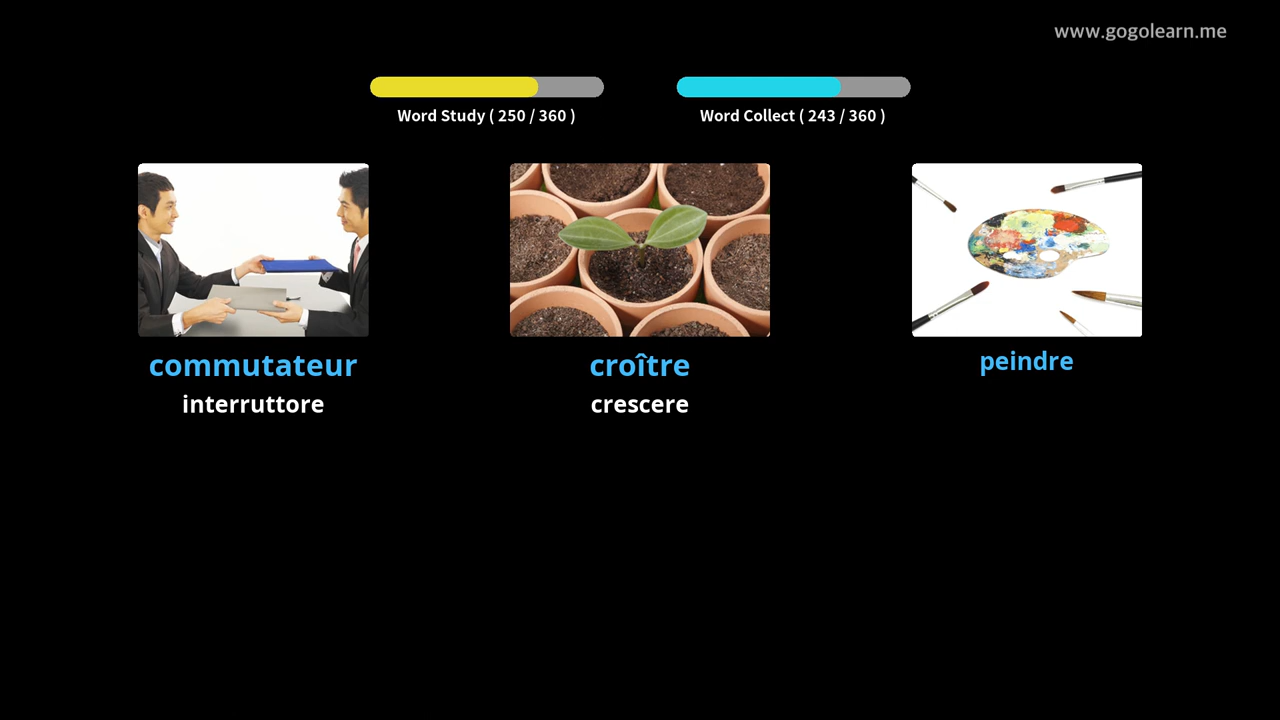 www.gogolearn.me
Word Study ( 250 / 360 )
Word Collect ( 243 / 360 )
commutateur
interruttore
croître
crescere
peindre